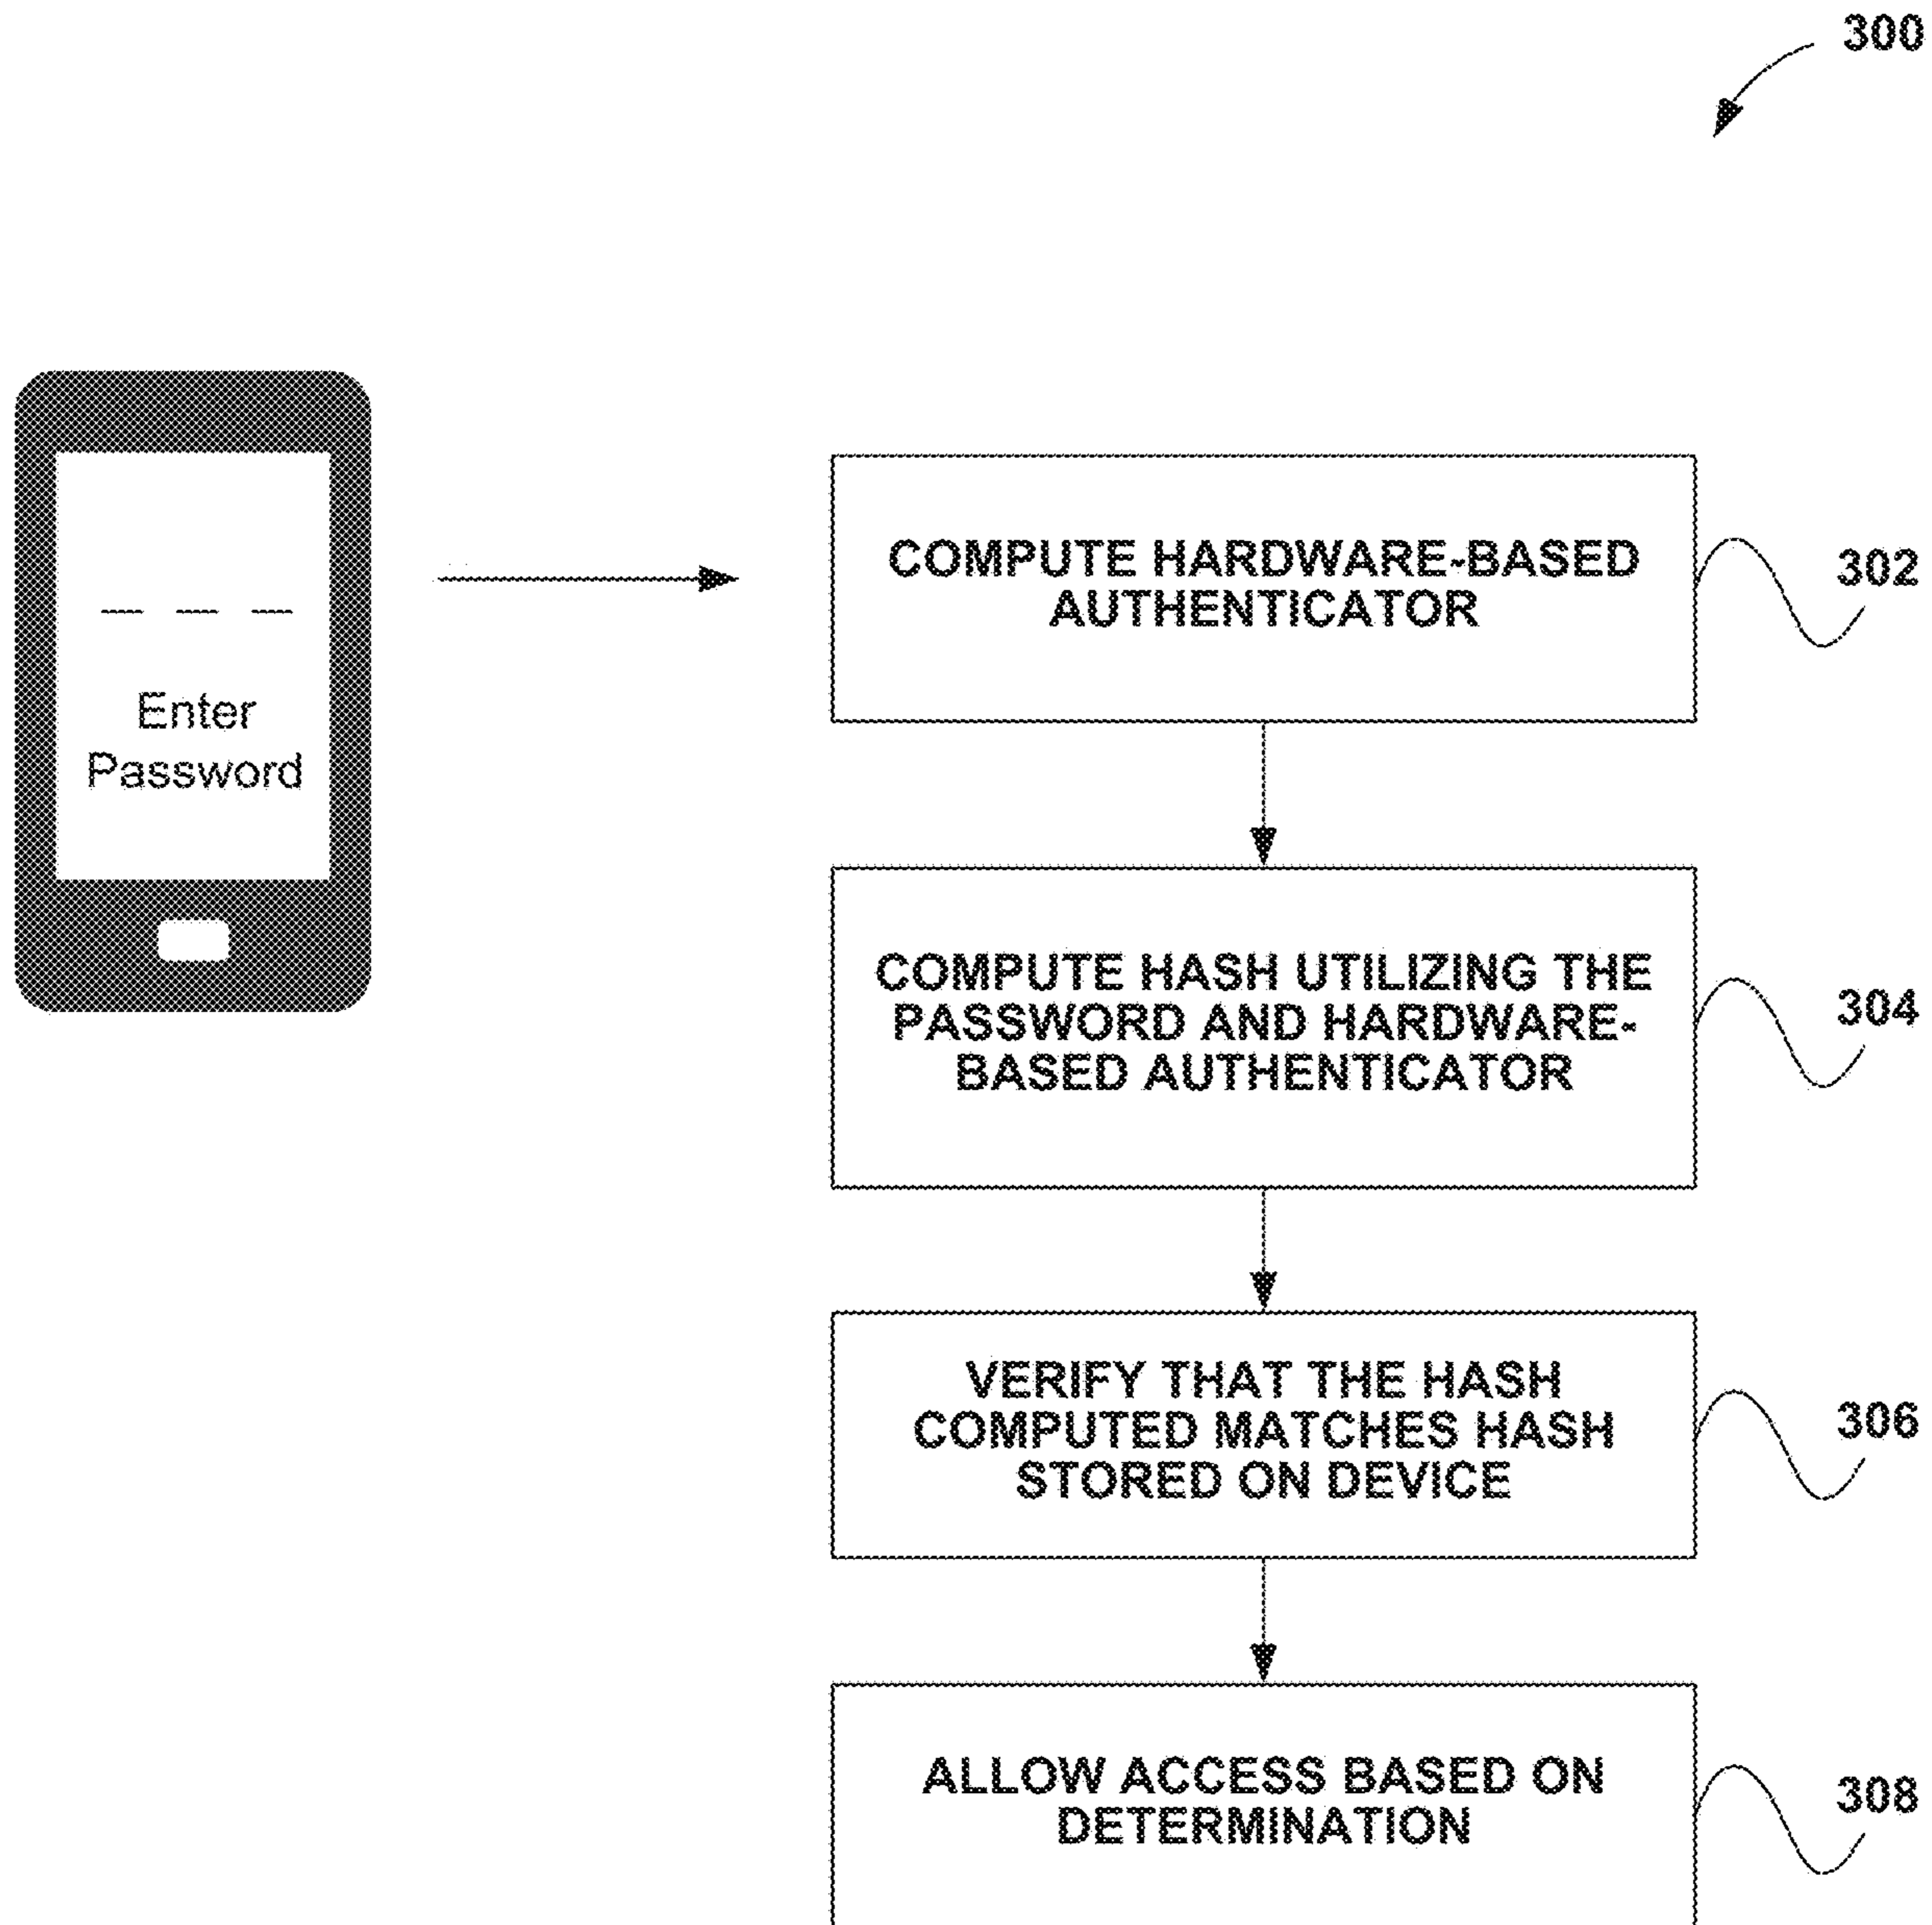 300
Enter
Password
COMPUTE HARDWARE-BASED
AUTHENTICATOR
302
COMPUTE HASH UTILIZING THE
PASSWORD AND HARDWARE-
BASED AUTHENTICATOR
304
VERIFY THAT THE HASH
COMPUTED MATCHES HASH
STORED ON DEVICE
306
ALLOW ACCESS BASED ON
DETERMINATION
308